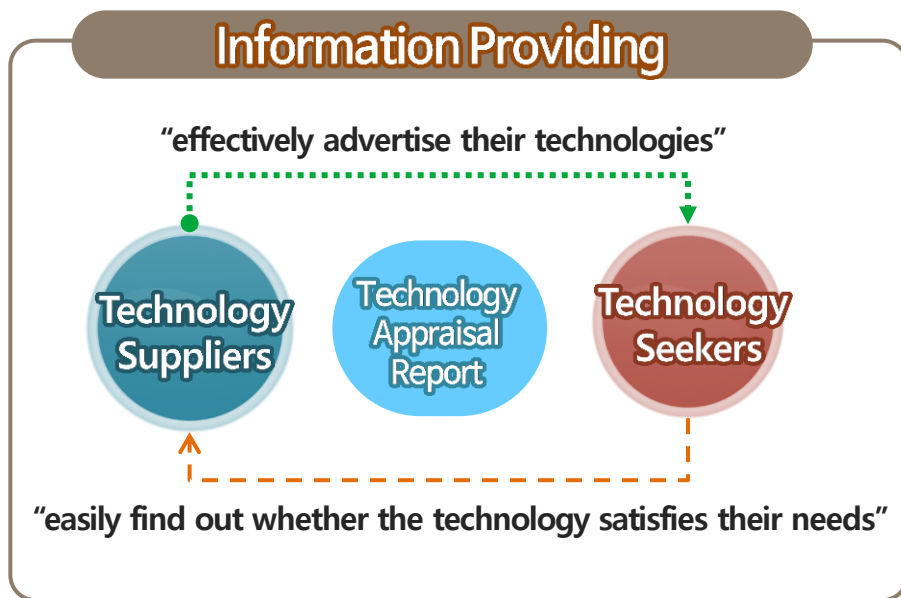 Information Providing
“effectively advertise their technologies”
Technology
Suppliers
Technology
Appraisal
Report
Technology
Seekers
“easily find out whether the technology satisfies their needs”